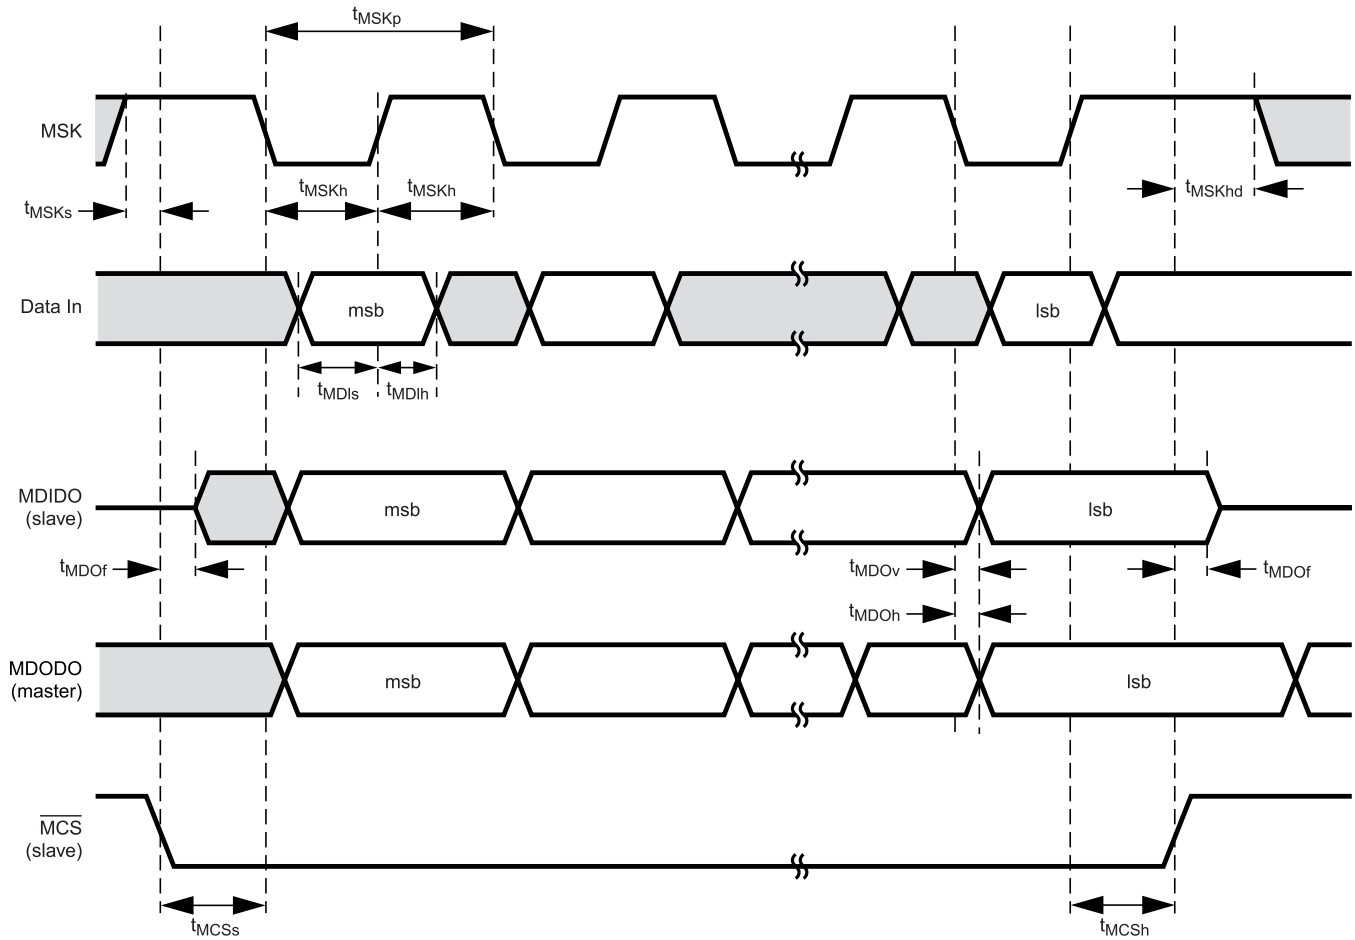 tMSKp
MSK
tMSKh
tMSKh
tMSKhd
tMSKs
Data In
msb
lsb
tMDIs
tMDIh
MDIDO
(slave)
msb
lsb
tMDOf
tMDOv
tMDOf
tMDOh
MDODO
(master)
msb
lsb
MCS
(slave)
tMCSs
tMCSh